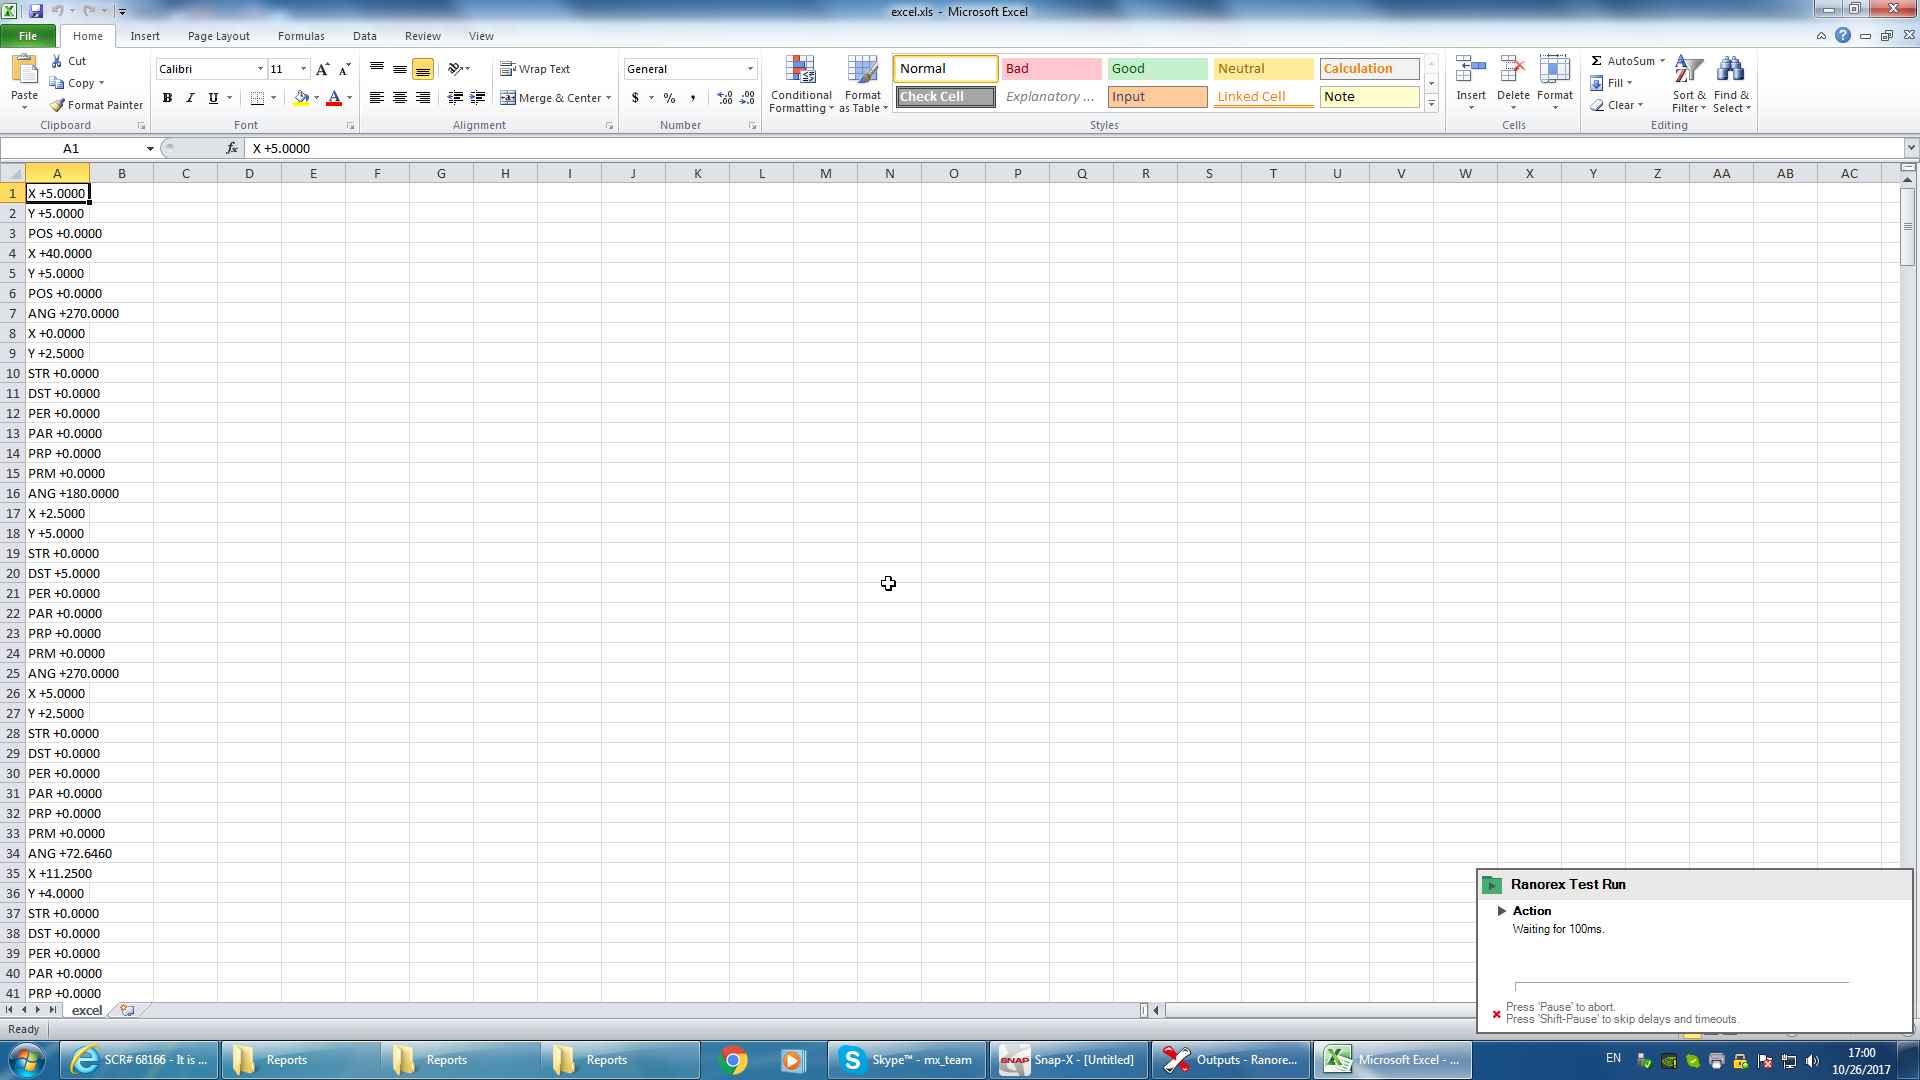 excel.xls - Microsoft Excel
File Home Insert Page Layout Formulas Data Review View
Paste
Cut
Copy
Format Painter
Clipboard
Calibri 11
B I U
Font
Wrap Text
Merge & Center
Alignment
General
$ % ,
Number
Conditional Formatting
Format as Table
Normal Bad Good Neutral Calculation
Check Cell Explanatory ... Input Linked Cell Note
Styles
Insert Delete Format
Cells
Σ AutoSum
Fill
Clear
Sort & Filter
Find & Select
Editing
A1 fx X +5.0000
A B C D E F G H I J K L M N O P Q R S T U V W X Y Z AA AB AC
1 X +5.0000
2 Y +5.0000
3 POS +0.0000
4 X +40.0000
5 Y +5.0000
6 POS +0.0000
7 ANG +270.0000
8 X +0.0000
9 Y +2.5000
10 STR +0.0000
11 DST +0.0000
12 PER +0.0000
13 PAR +0.0000
14 PRP +0.0000
15 PRM +0.0000
16 ANG +180.0000
17 X +2.5000
18 Y +5.0000
19 STR +0.0000
20 DST +5.0000
21 PER +0.0000
22 PAR +0.0000
23 PRP +0.0000
24 PRM +0.0000
25 ANG +270.0000
26 X +5.0000
27 Y +2.5000
28 STR +0.0000
29 DST +0.0000
30 PER +0.0000
31 PAR +0.0000
32 PRP +0.0000
33 PRM +0.0000
34 ANG +72.6460
35 X +11.2500
36 Y +4.0000
37 STR +0.0000
38 DST +0.0000
39 PER +0.0000
40 PAR +0.0000
41 PRP +0.0000
Ranorex Test Run
Action
Waiting for 100ms.
Press 'Pause' to abort.
Press 'Shift-Pause' to skip delays and timeouts.
excel
Ready
SCR# 68166 - It is ...
Reports
Reports
Reports
Skype™ - mx_team
SNAP Snap-X - [Untitled]
Outputs - Ranore...
Microsoft Excel - ...
EN
17:00
10/26/2017